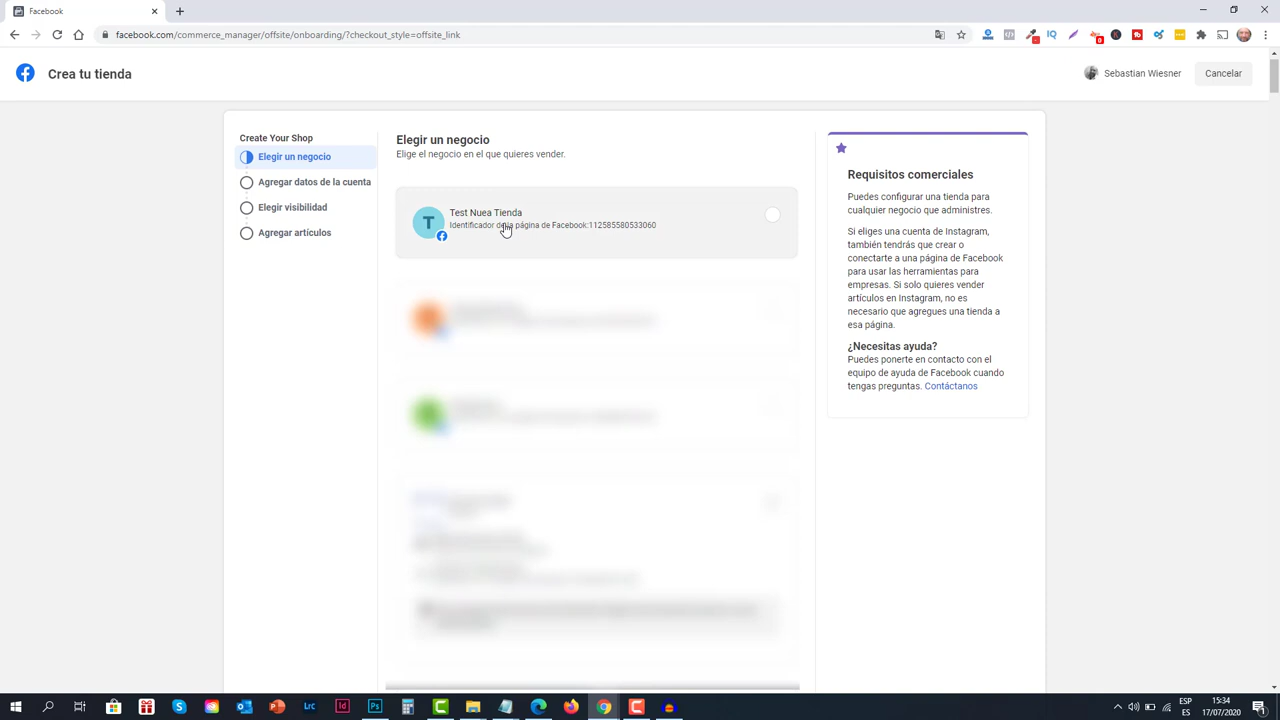 Facebook
facebook.com/commerce_manager/offsite/onboarding/?checkout_style=offsite_link
Crea tu tienda
Sebastian Wiesner
Cancelar
Create Your Shop
Elegir un negocio
Agregar datos de la cuenta
Elegir visibilidad
Agregar artículos
Elegir un negocio
Elige el negocio en el que quieres vender.
T
Test Nuea Tienda
Identificador de la página de Facebook:112585580533060
Requisitos comerciales
Puedes configurar una tienda para
cualquier negocio que administres.
Si eliges una cuenta de Instagram,
también tendrás que crear o
conectarte a una página de Facebook
para usar las herramientas para
empresas. Si solo quieres vender
artículos en Instagram, no es
necesario que agregues una tienda a
esa página.
¿Necesitas ayuda?
Puedes ponerte en contacto con el
equipo de ayuda de Facebook cuando
tengas preguntas. Contáctanos
ESP
ES
15:34
17/07/2020